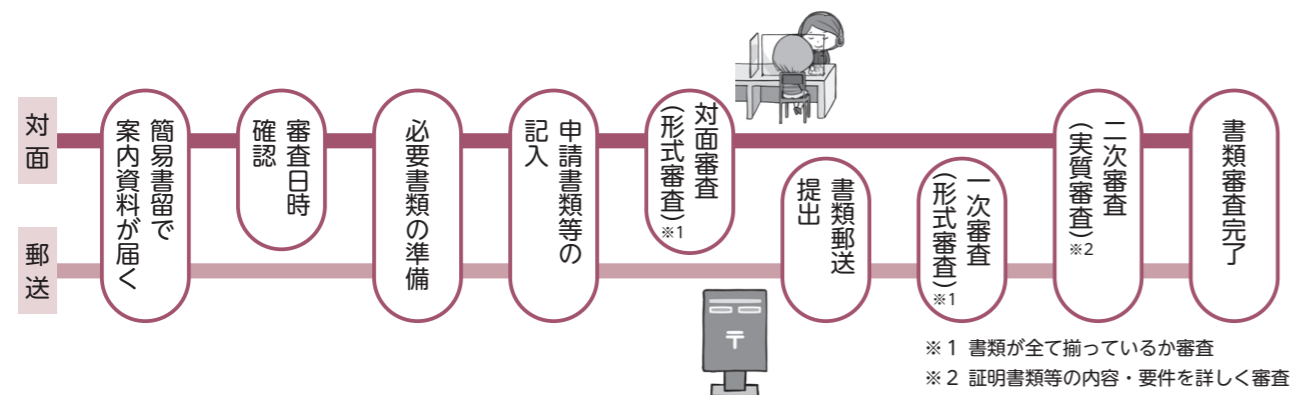 対面
簡易書留で
案内資料が届く
審査日時
確認
必要書類の準備
申請書類等の
記入
対面審査
(形式審査)※1
書類郵送
提出
一次審査
(形式審査)※1
二次審査
(実質審査)※2
書類審査完了
郵送
〒
※1 書類が全て揃っているか審査
※2 証明書類等の内容・要件を詳しく審査